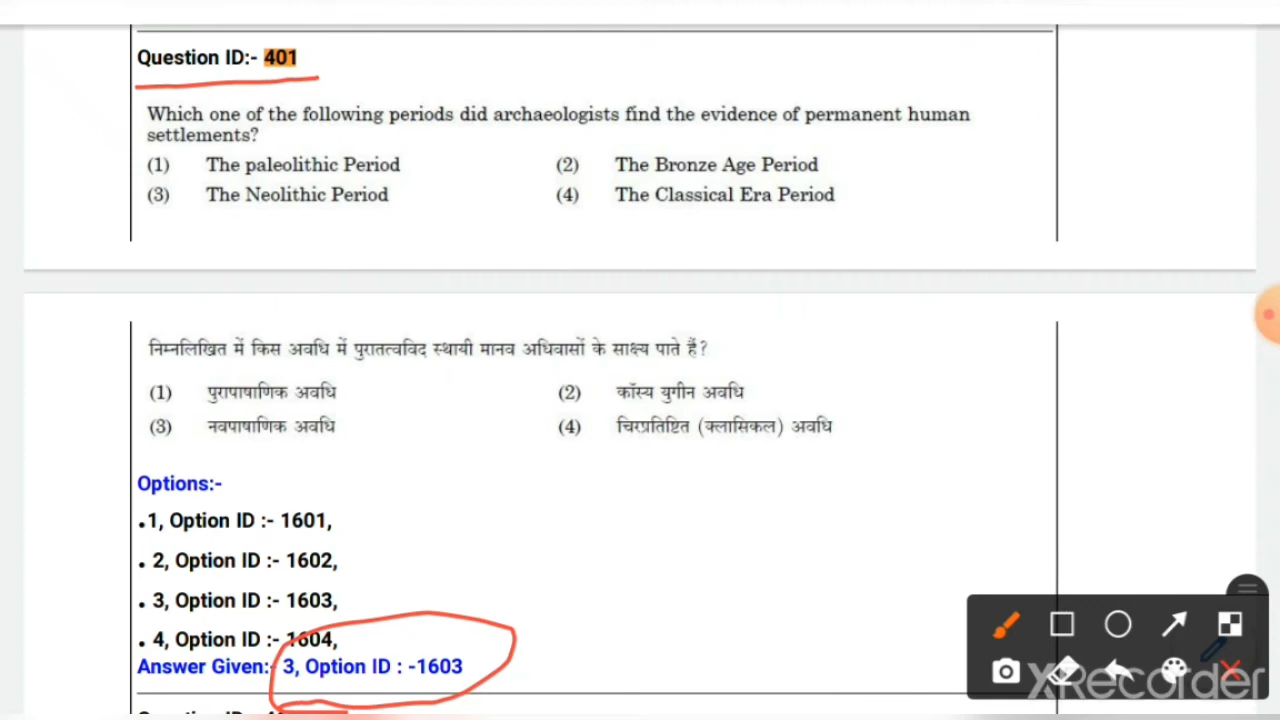 Question ID:- 401
Which one of the following periods did archaeologists find the evidence of permanent human
settlements?
(1) The paleolithic Period (2) The Bronze Age Period
(3) The Neolithic Period (4) The Classical Era Period
निम्नलिखित में किस अवधि में पुरातत्वविद स्थायी मानव अधिवासों के साक्ष्य पाते हैं?
(1) पुरापाषाणिक अवधि (2) कॉस्य युगीन अवधि
(3) नवपाषाणिक अवधि (4) चिरप्रतिष्टित (क्लासिकल) अवधि
Options:-
.1, Option ID :- 1601,
. 2, Option ID :- 1602,
. 3, Option ID :- 1603,
. 4, Option ID :- 1604,
Answer Given:- 3, Option ID : -1603
XRecorder